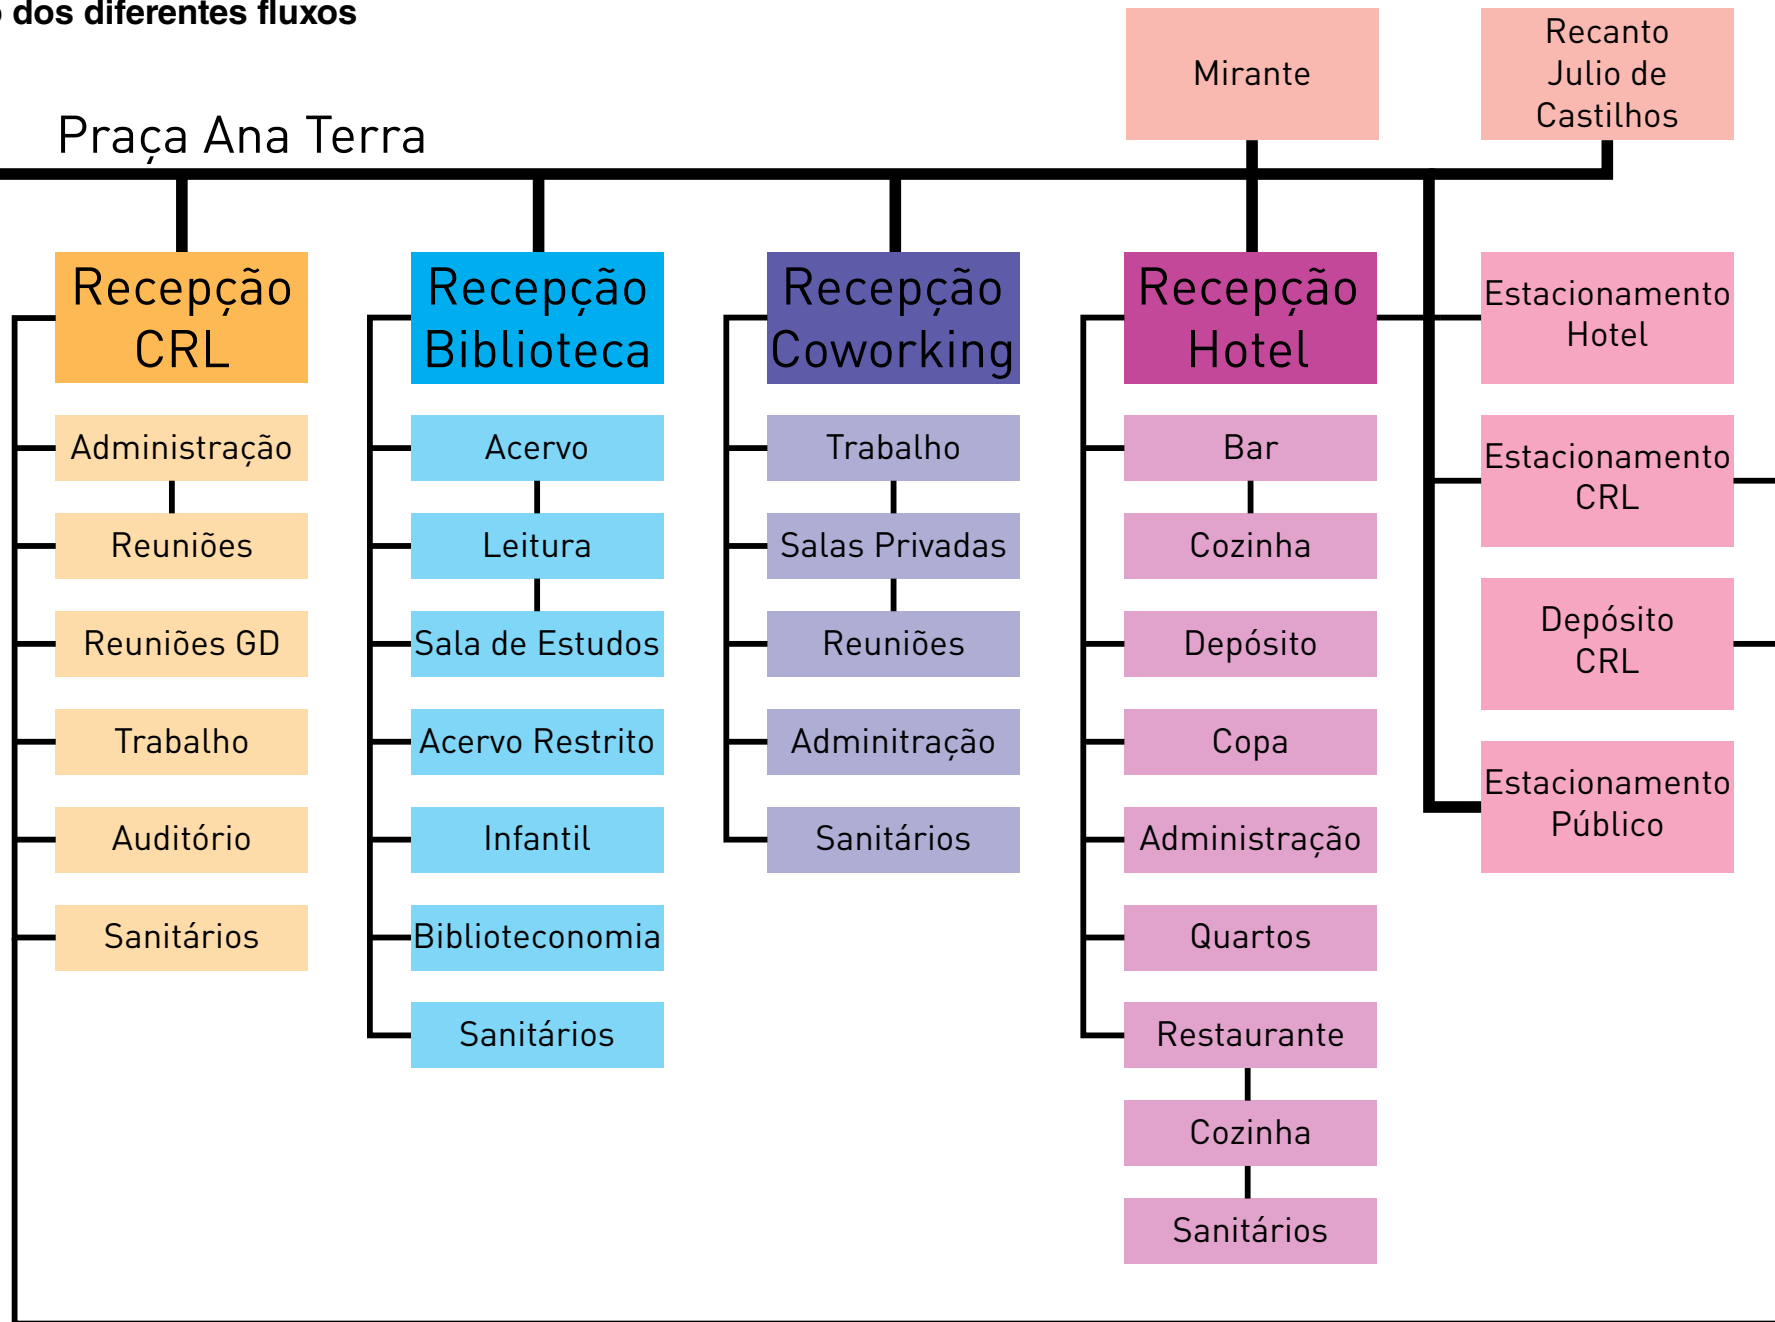 dos diferentes fluxos
Mirante
Recanto
Julio de
Castilhos
Praça Ana Terra
Recepção
CRL
Administração
Reuniões
Reuniões GD
Trabalho
Auditório
Sanitários
Recepção
Biblioteca
Acervo
Leitura
Sala de Estudos
Acervo Restrito
Infantil
Biblioteconomia
Sanitários
Recepção
Coworking
Trabalho
Salas Privadas
Reuniões
Adminitração
Sanitários
Recepção
Hotel
Bar
Cozinha
Depósito
Copa
Administração
Quartos
Restaurante
Cozinha
Sanitários
Estacionamento
Hotel
Estacionamento
CRL
Depósito
CRL
Estacionamento
Público